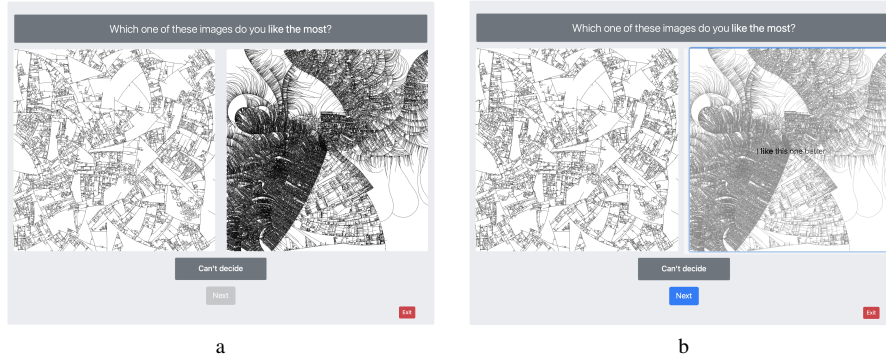 Which one of these images do you like the most?
Can't decide
Next
Exit
a
Which one of these images do you like the most?
I like this one better
Can't decide
Next
Exit
b